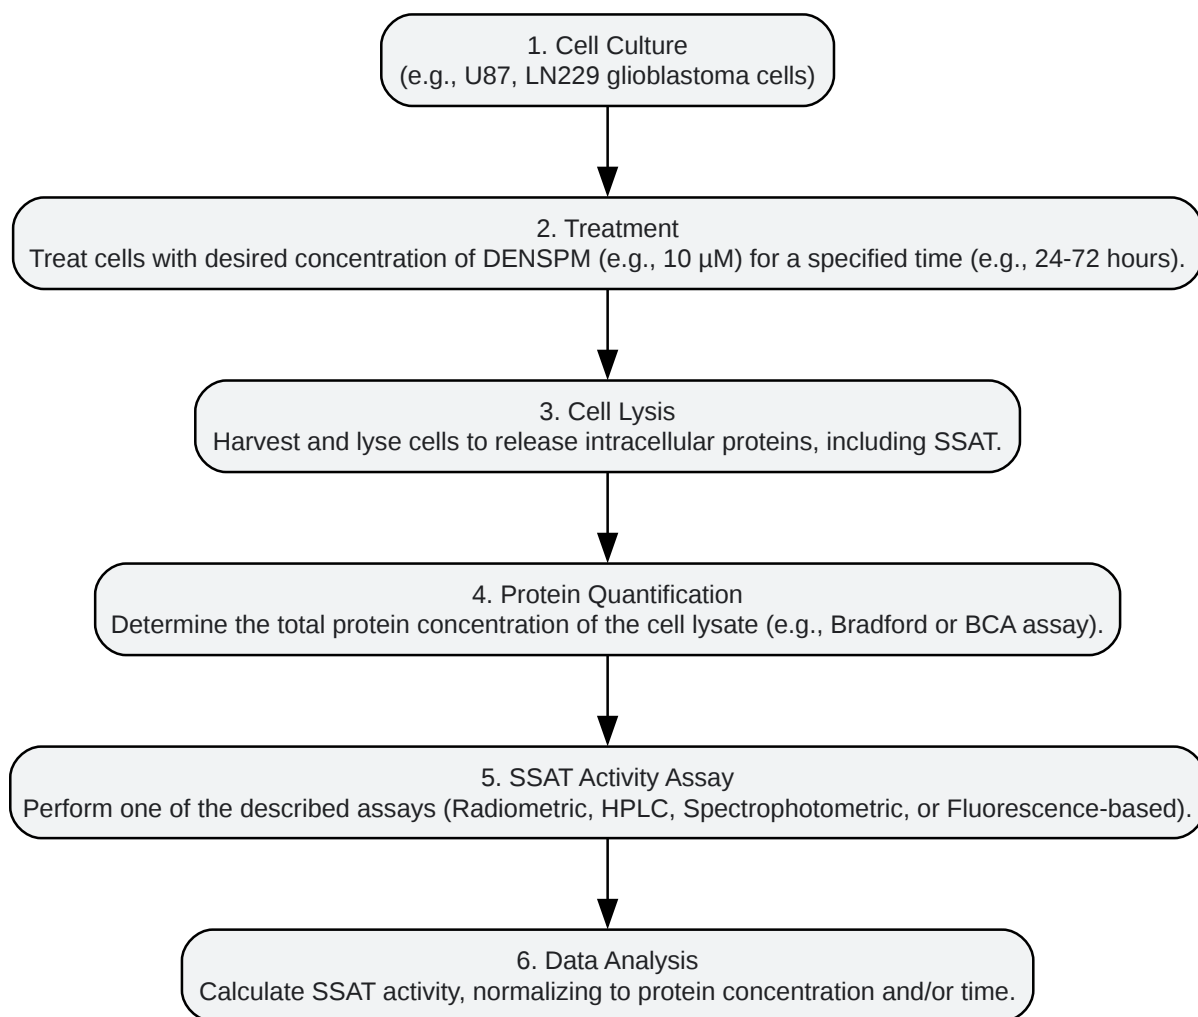 1. Cell Culture
(e.g., U87, LN229 glioblastoma cells)
2. Treatment
Treat cells with desired concentration of DENSPM (e.g., 10 µM) for a specified time (e.g., 24-72 hours).
3. Cell Lysis
Harvest and lyse cells to release intracellular proteins, including SSAT.
4. Protein Quantification
Determine the total protein concentration of the cell lysate (e.g., Bradford or BCA assay).
5. SSAT Activity Assay
Perform one of the described assays (Radiometric, HPLC, Spectrophotometric, or Fluorescence-based).
6. Data Analysis
Calculate SSAT activity, normalizing to protein concentration and/or time.